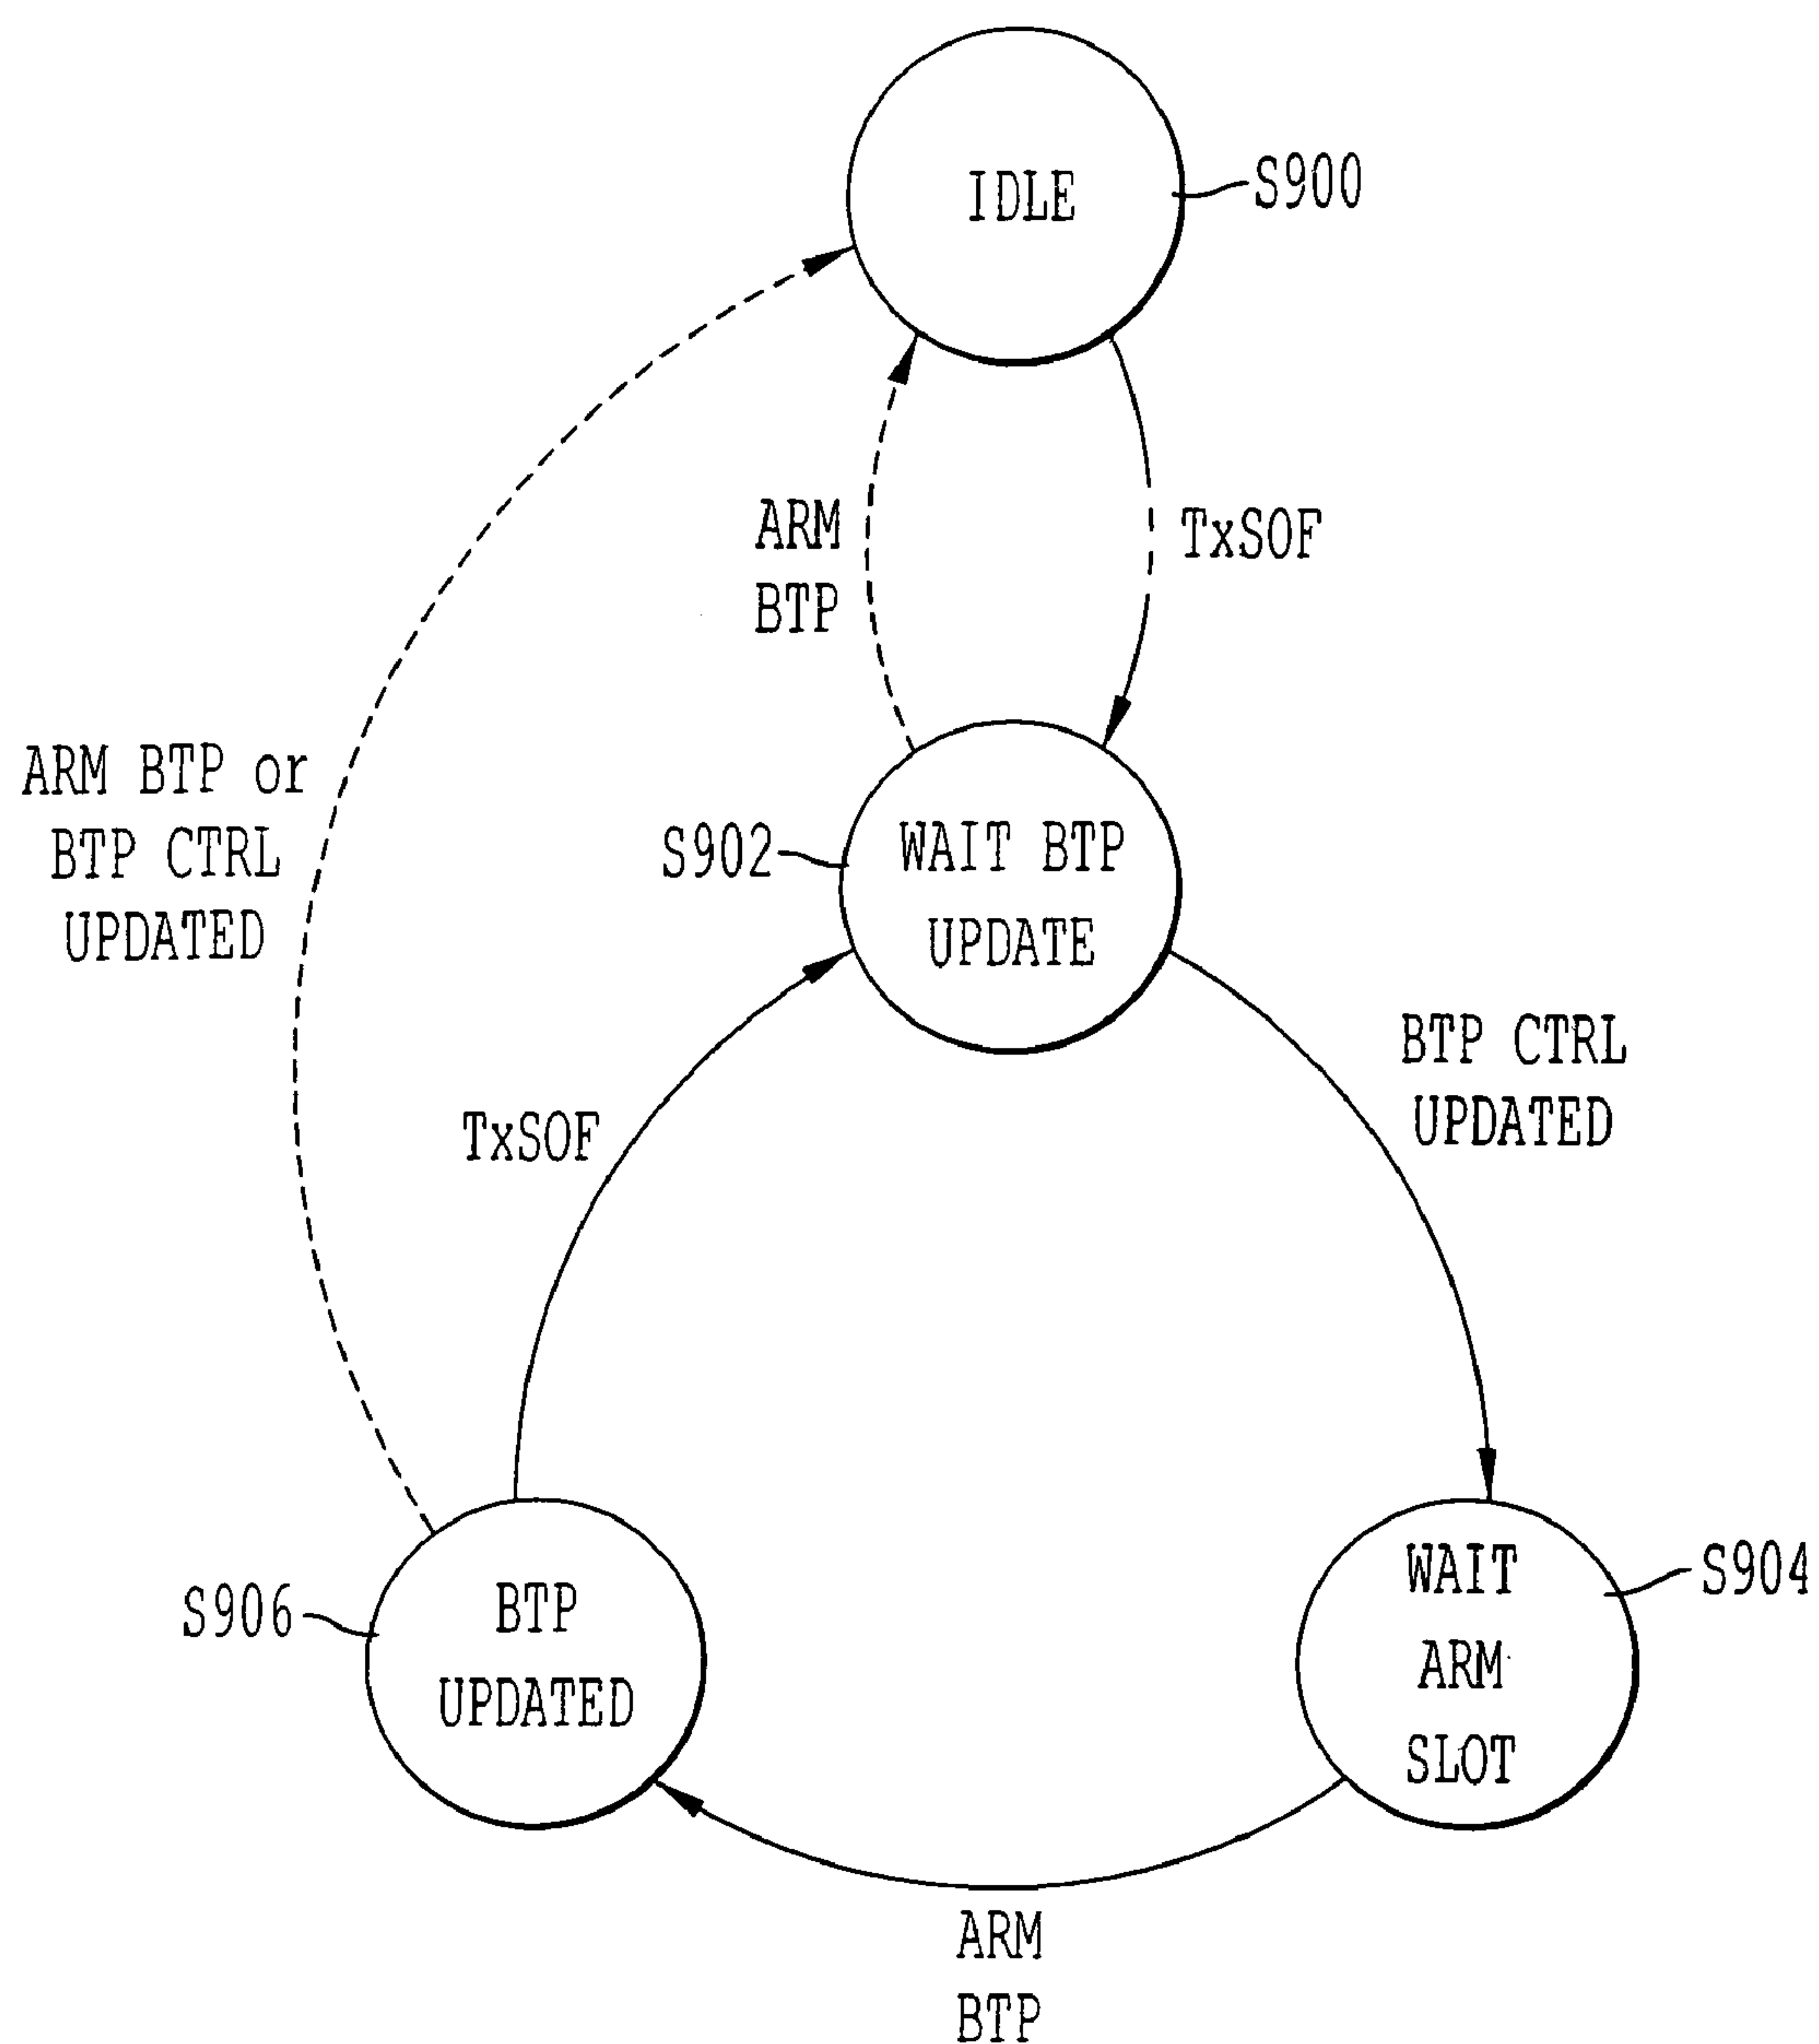 IDLE
S900
ARM
BTP
TxSOF
ARM BTP or
BTP CTRL
UPDATED
S902
WAIT BTP
UPDATE
TxSOF
BTP CTRL
UPDATED
S906
BTP
UPDATED
WAIT
ARM
SLOT
S904
ARM
BTP